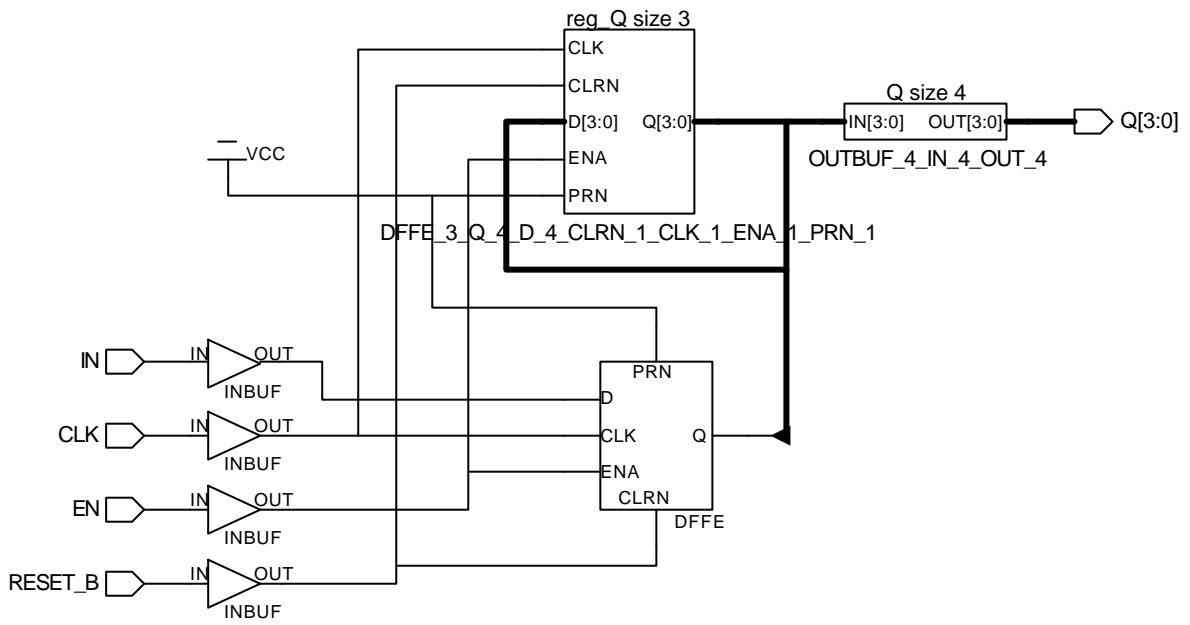 reg_Q size 3
CLK
CLRN
D[3:0] Q[3:0]
ENA
PRN
DFFE_3_Q_4_D_4_CLRN_1_CLK_1_ENA_1_PRN_1
Q size 4
IN[3:0] OUT[3:0]
OUTBUF_4_IN_4_OUT_4
Q[3:0]
VCC
IN IN OUT
INBUF
CLK IN OUT
INBUF
EN IN OUT
INBUF
RESET_B IN OUT
INBUF
PRN
D
CLK Q
ENA
CLRN
DFFE